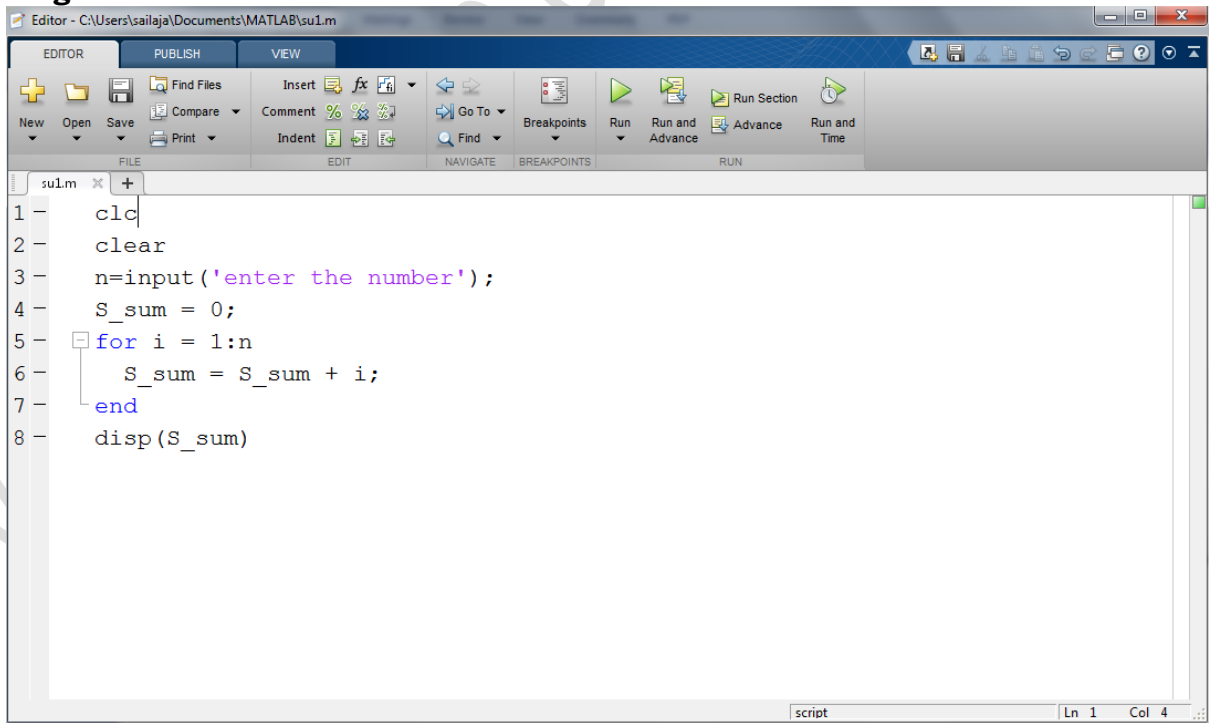 Editor - C:\Users\sailaja\Documents\MATLAB\su1.m
EDITOR PUBLISH VIEW
Find Files Insert fx
New Open Save Compare Comment Go To Breakpoints Run Run and Advance Run Section Advance Run and Time
Print Indent Find
FILE EDIT NAVIGATE BREAKPOINTS RUN
su1.m
1 clc
2 clear
3 n=input('enter the number');
4 S_sum = 0;
5 for i = 1:n
6 S_sum = S_sum + i;
7 end
8 disp(S_sum)
script Ln 1 Col 4